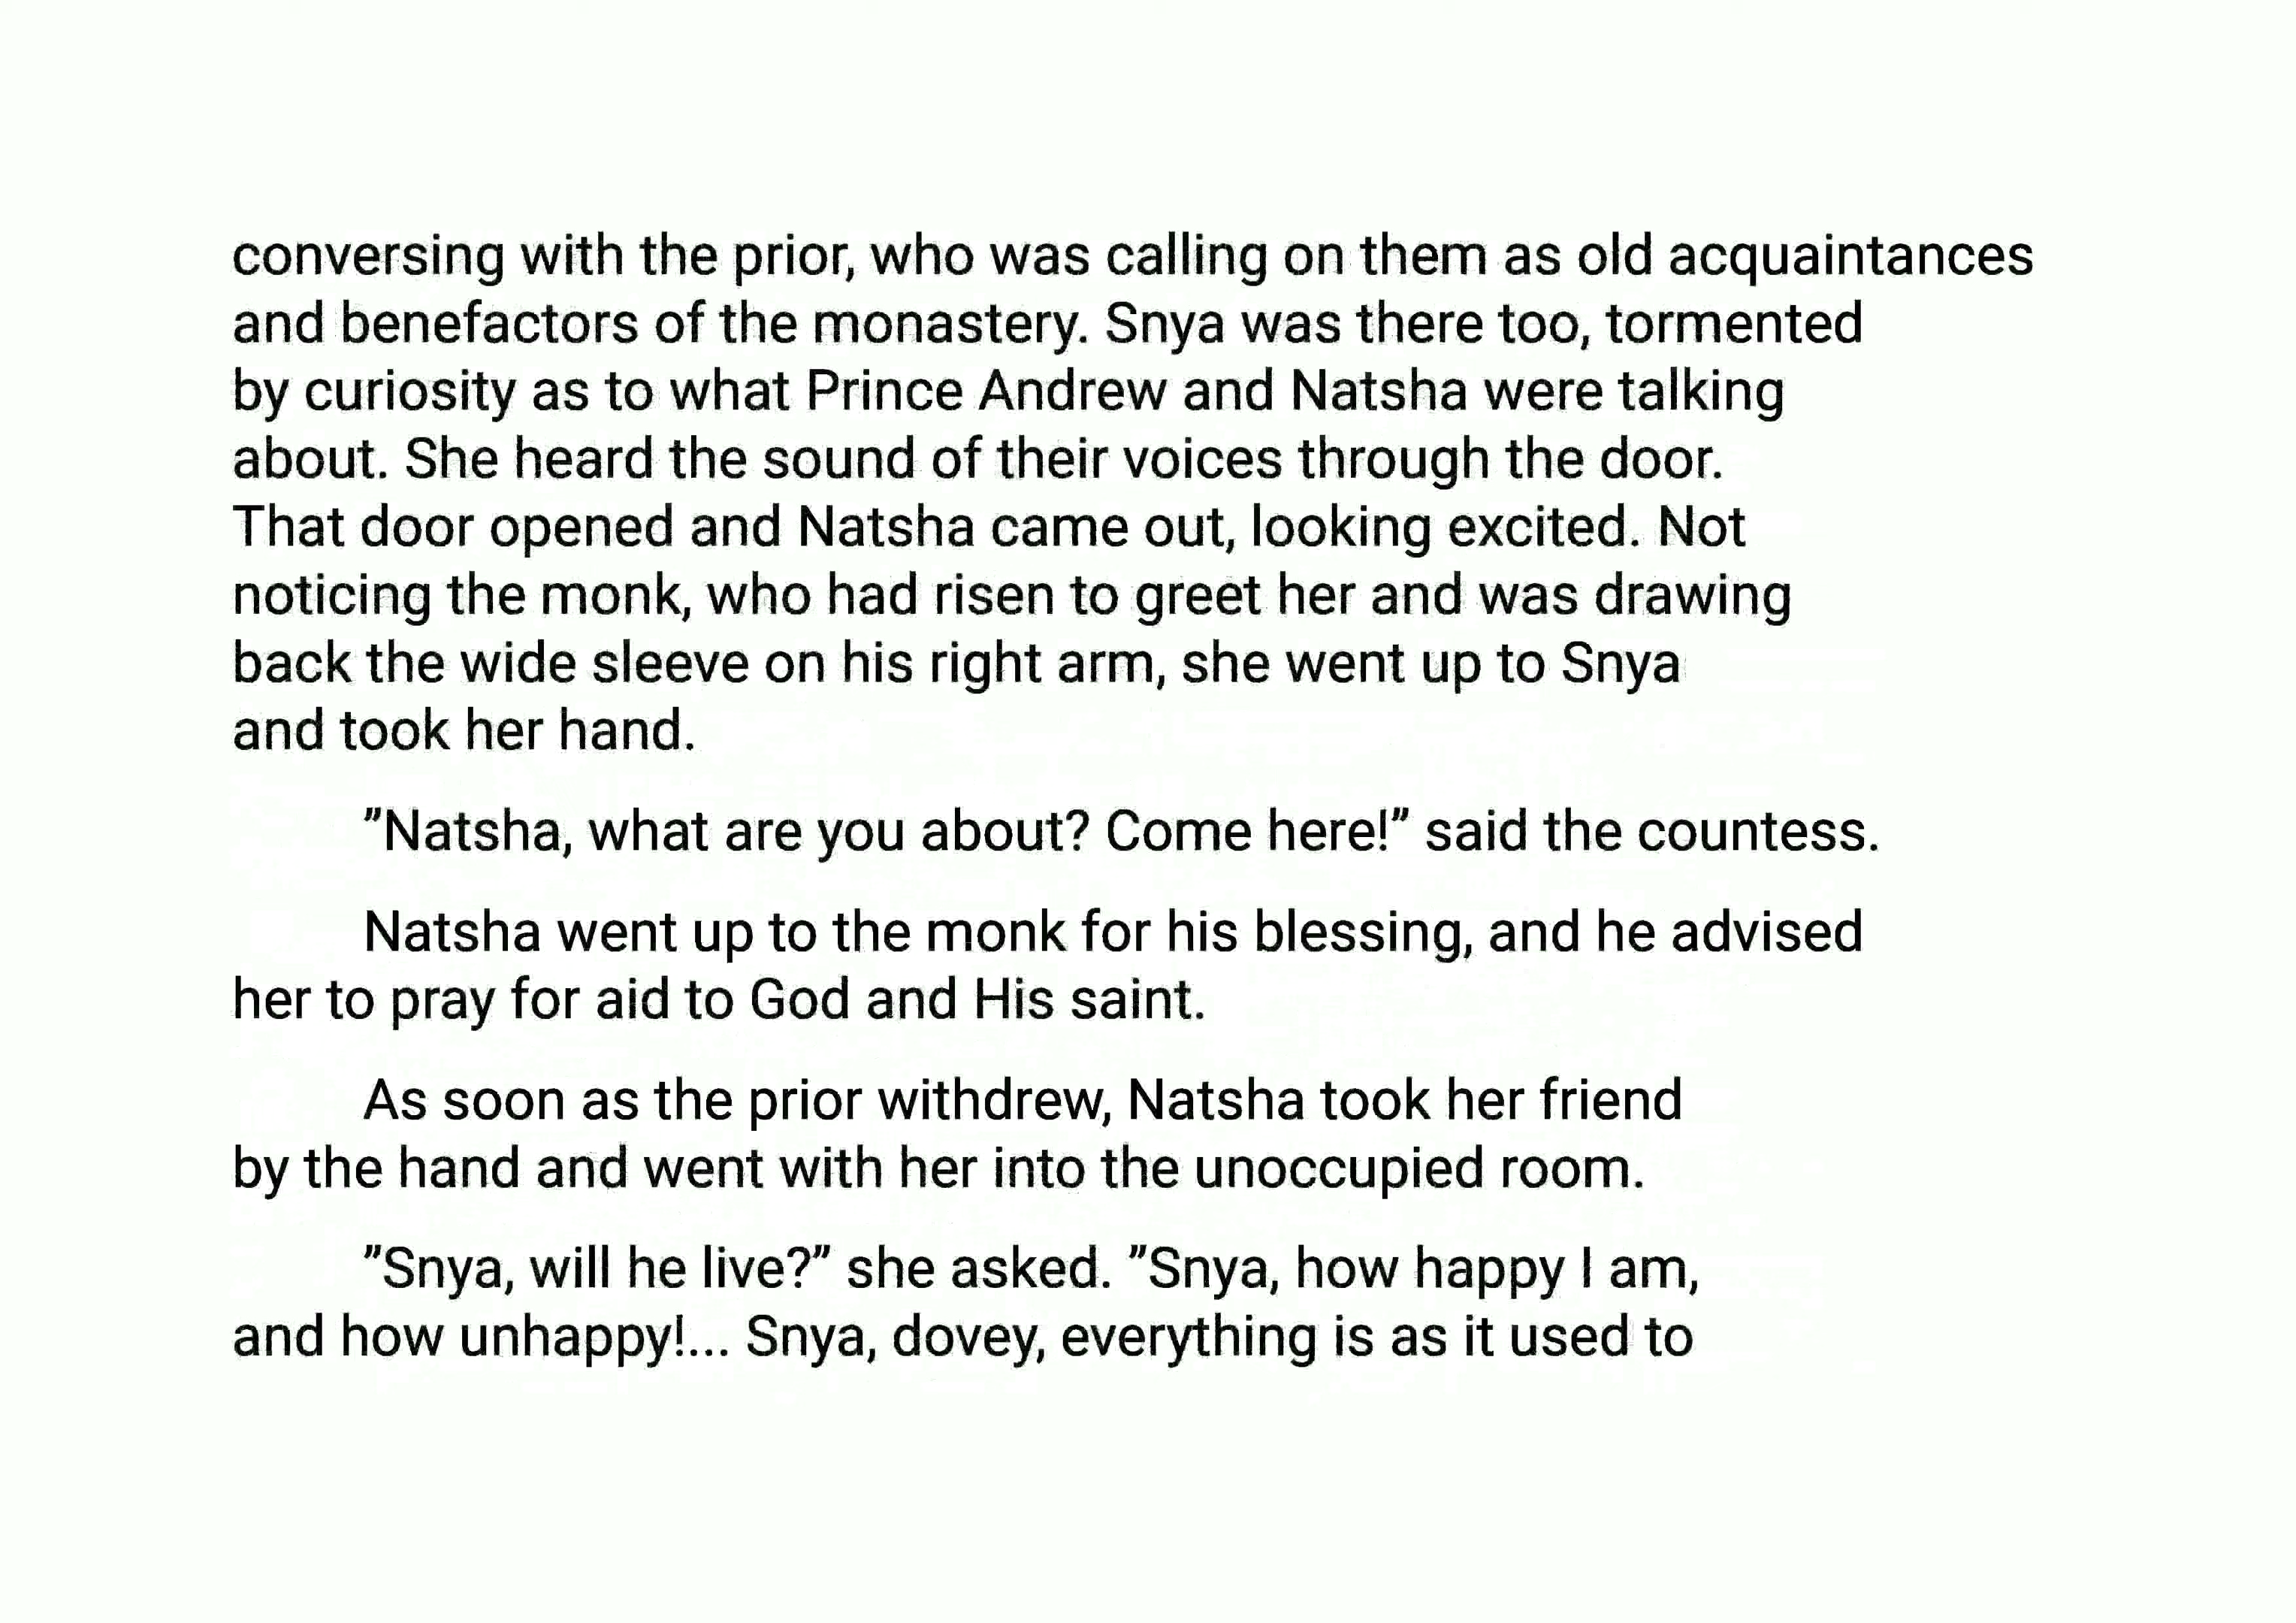 conversing with the prior, who was calling on them as old acquaintances
and benefactors of the monastery. Snya was there too, tormented
by curiosity as to what Prince Andrew and Natsha were talking
about. She heard the sound of their voices through the door.
That door opened and Natsha came out, looking excited. Not
noticing the monk, who had risen to greet her and was drawing
back the wide sleeve on his right arm, she went up to Snya
and took her hand.
”Natsha, what are you about? Come here!” said the countess.
Natsha went up to the monk for his blessing, and he advised
her to pray for aid to God and His saint.
As soon as the prior withdrew, Natsha took her friend
by the hand and went with her into the unoccupied room.
”Snya, will he live?” she asked. ”Snya, how happy I am,
and how unhappy!... Snya, dovey, everything is as it used to